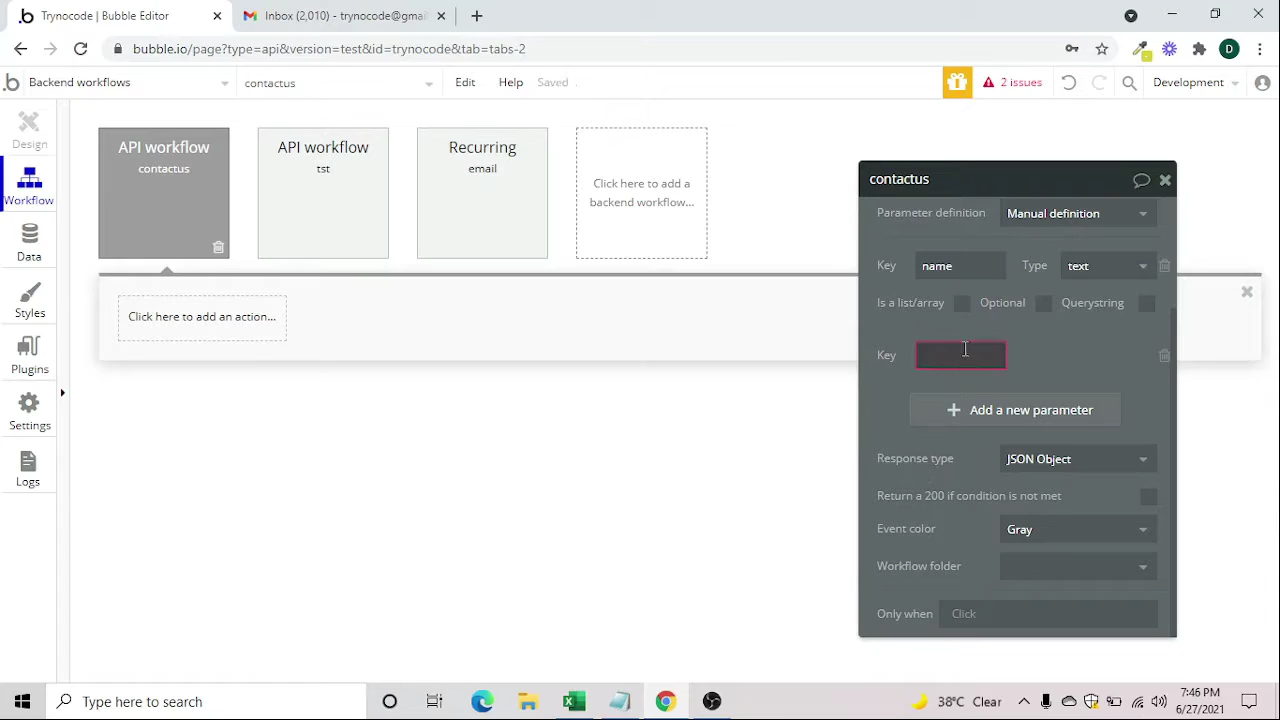 Trynocode | Bubble Editor
Inbox (2,010) - trynocode@gmai
bubble.io/page?type=api&version=test&id=trynocode&tab=tabs-2
D
Backend workflows
contactus
Edit
Help
Saved
2 issues
Development
Design
Workflow
Data
Styles
Plugins
Settings
Logs
API workflow
contactus
API workflow
tst
Recurring
email
Click here to add a
backend workflow...
Click here to add an action...
contactus
Parameter definition
Manual definition
Key
name
Type
text
Is a list/array
Optional
Querystring
Key
Add a new parameter
Response type
JSON Object
Return a 200 if condition is not met
Event color
Gray
Workflow folder
Only when
Click
Type here to search
38°C Clear
7:46 PM
6/27/2021